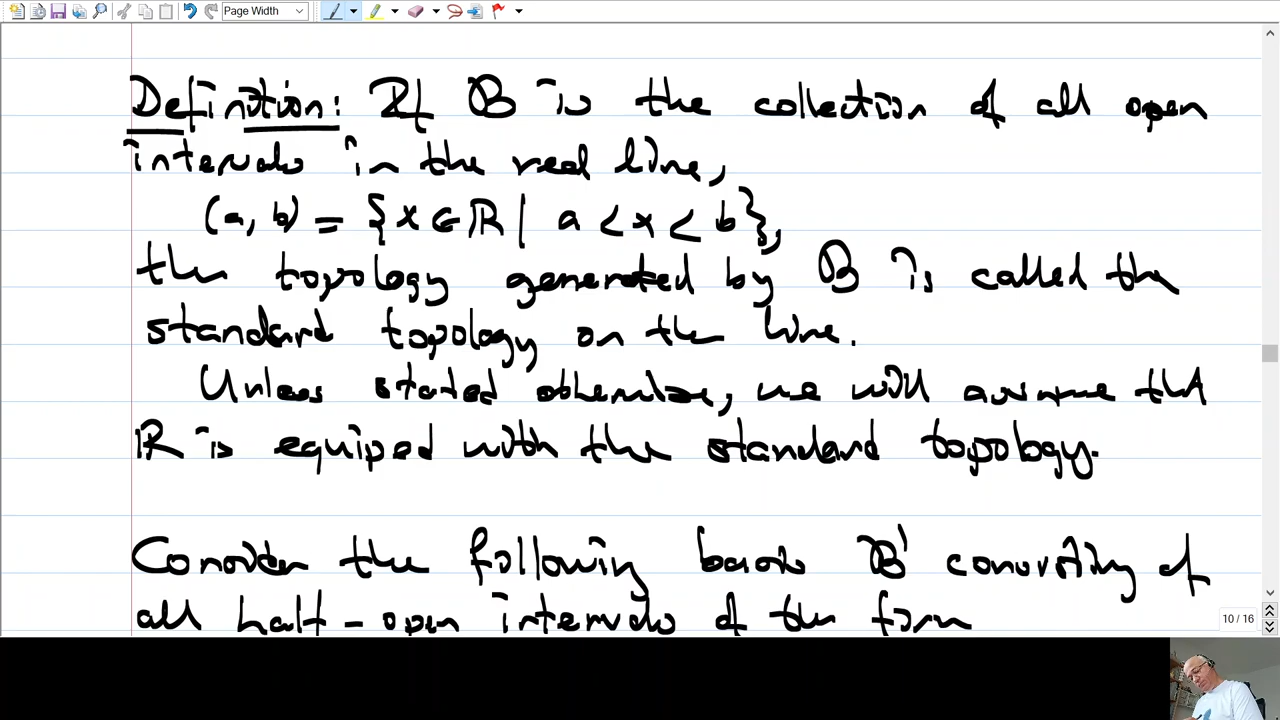 Page Width
Definition: If B is the collection of all open
intervals in the real line,
(a, b) = {x ∈ ℝ | a < x < b},
the topology generated by B is called the
standard topology on the line.
Unless stated otherwise, we will assume that
ℝ is equiped with the standard topology.
Consider the following basis B' consisting of
all half-open intervals of the form
10 / 16